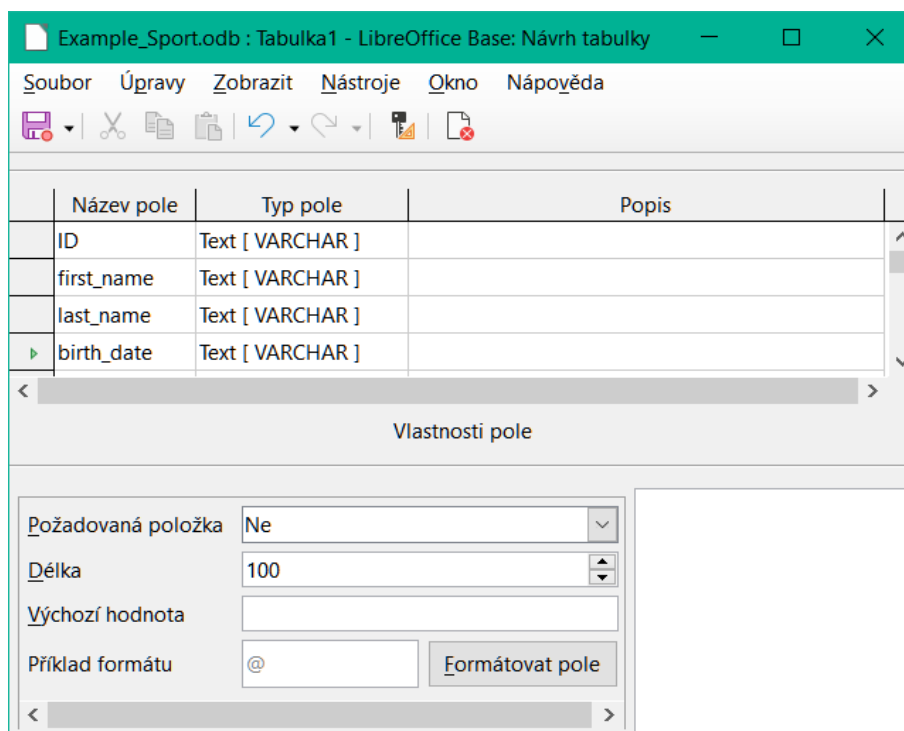 Example_Sport.odb : Tabulka1 - LibreOffice Base: Návrh tabulky
Soubor Úpravy Zobrazit Nástroje Okno Nápověda
Název pole Typ pole Popis
ID Text [ VARCHAR ]
first_name Text [ VARCHAR ]
last_name Text [ VARCHAR ]
birth_date Text [ VARCHAR ]
Vlastnosti pole
Požadovaná položka Ne
Délka 100
Výchozí hodnota
Příklad formátu @ Formátovat pole